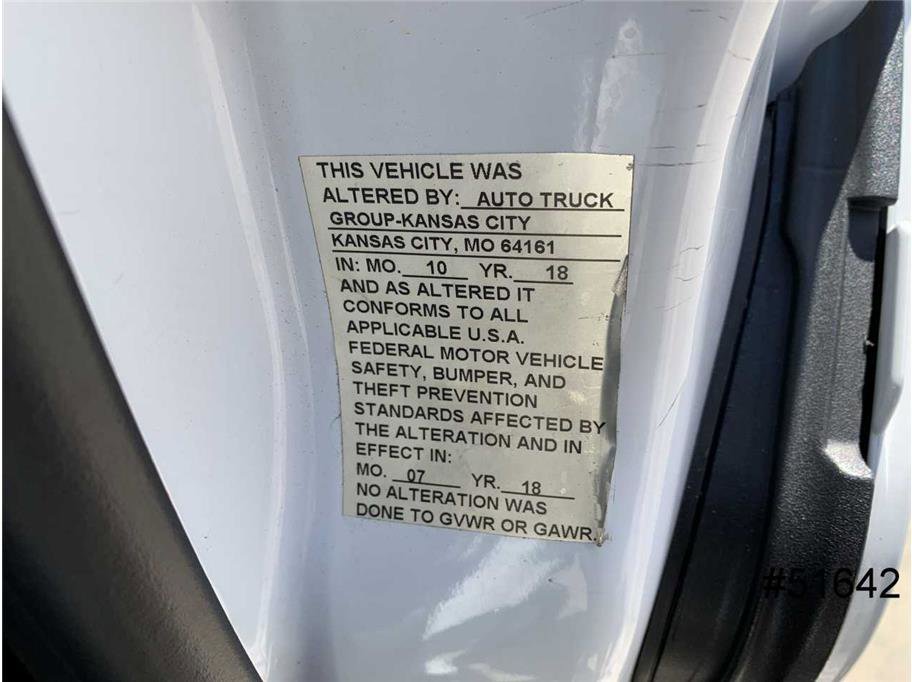 THIS VEHICLE WAS
ALTERED BY: AUTO TRUCK
GROUP-KANSAS CITY
KANSAS CITY, MO 64161
IN: MO. 10 YR. 18
AND AS ALTERED IT
CONFORMS TO ALL
APPLICABLE U.S.A.
FEDERAL MOTOR VEHICLE
SAFETY, BUMPER, AND
THEFT PREVENTION
STANDARDS AFFECTED BY
THE ALTERATION AND IN
EFFECT IN:
MO. 07 YR. 18
NO ALTERATION WAS
DONE TO GVWR OR GAWR.
#51642